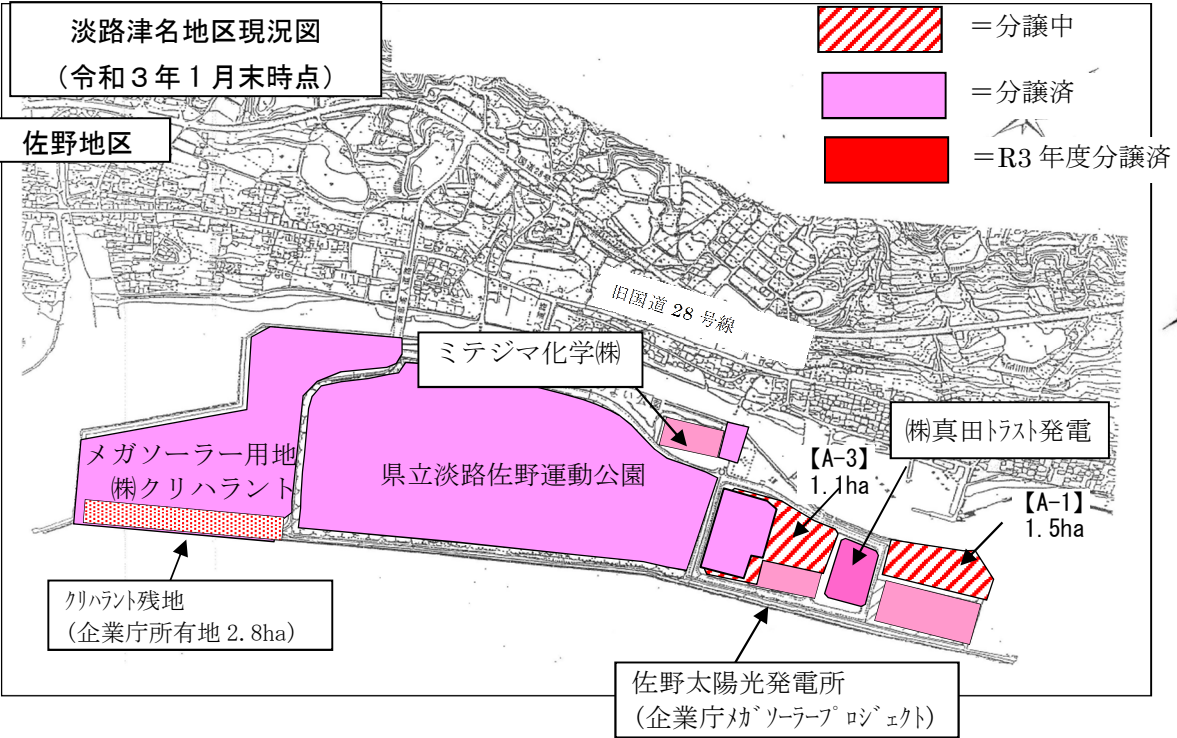 淡路津名地区現況図
（令和３年１月末時点）
佐野地区
＝分譲中
＝分譲済
＝R3 年度分譲済
旧国道 28 号線
ミテジマ化学㈱
㈱真田ﾄﾗｽﾄ発電
メガソーラー用地
㈱クリハラント
県立淡路佐野運動公園
【A-3】
1.1ha
【A-1】
1.5ha
ｸﾘﾊﾗﾝﾄ残地
(企業庁所有地 2.8ha)
佐野太陽光発電所
(企業庁ﾒｶﾞｿｰﾗｰﾌﾟﾛｼﾞｪｸﾄ)